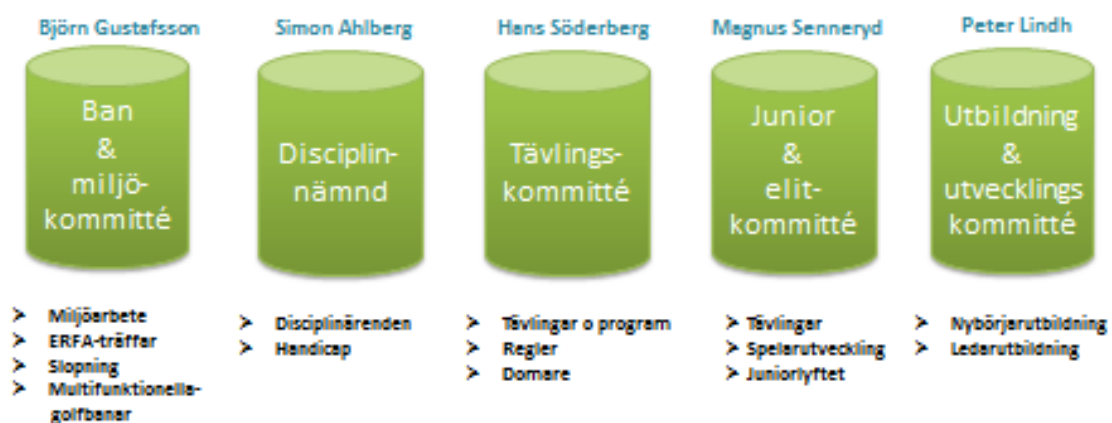 Björn Gustafsson
Ban
&
miljö-
kommitté
Miljöarbete
ERFA-träffar
Slopning
Multifunktionella-
golfbanar
Simon Ahlberg
Disciplin-
nämnd
Disciplinärenden
Handicap
Hans Söderberg
Tävlings-
kommitté
Tävlingar o program
Regler
Domare
Magnus Senneryd
Junior
&
elit-
kommitté
Tävlingar
Spelarutveckling
Juniorlyftet
Peter Lindh
Utbildning
&
utvecklings
kommitté
Nybörjarutbildning
Ledarutbildning